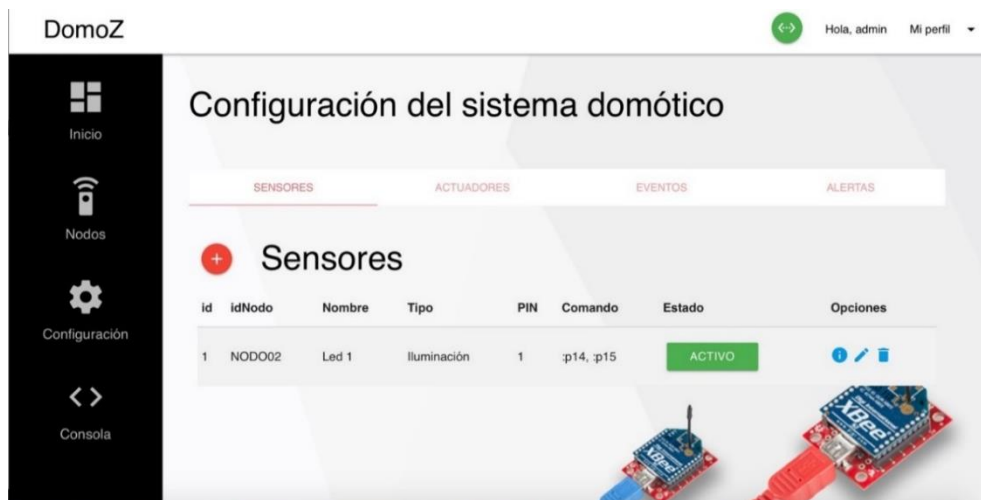 DomoZ
Hola, admin Mi perfil
Inicio
Nodos
Configuración
Consola
Configuración del sistema domótico
SENSORES ACTUADORES EVENTOS ALERTAS
Sensores
id idNodo Nombre Tipo PIN Comando Estado Opciones
1 NODO02 Led 1 Iluminación 1 :p14, :p15 ACTIVO
XBee
XBee